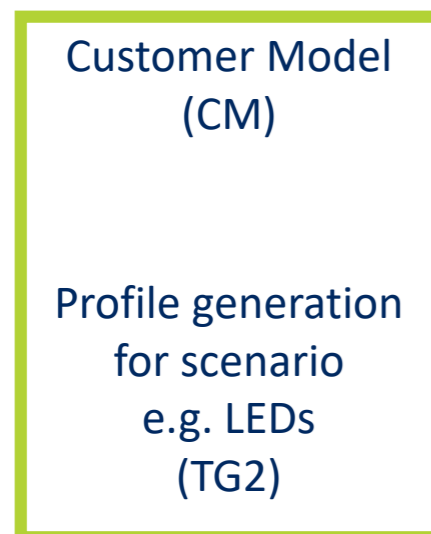 Customer Model
(CM)
Profile generation
for scenario
e.g. LEDs
(TG2)